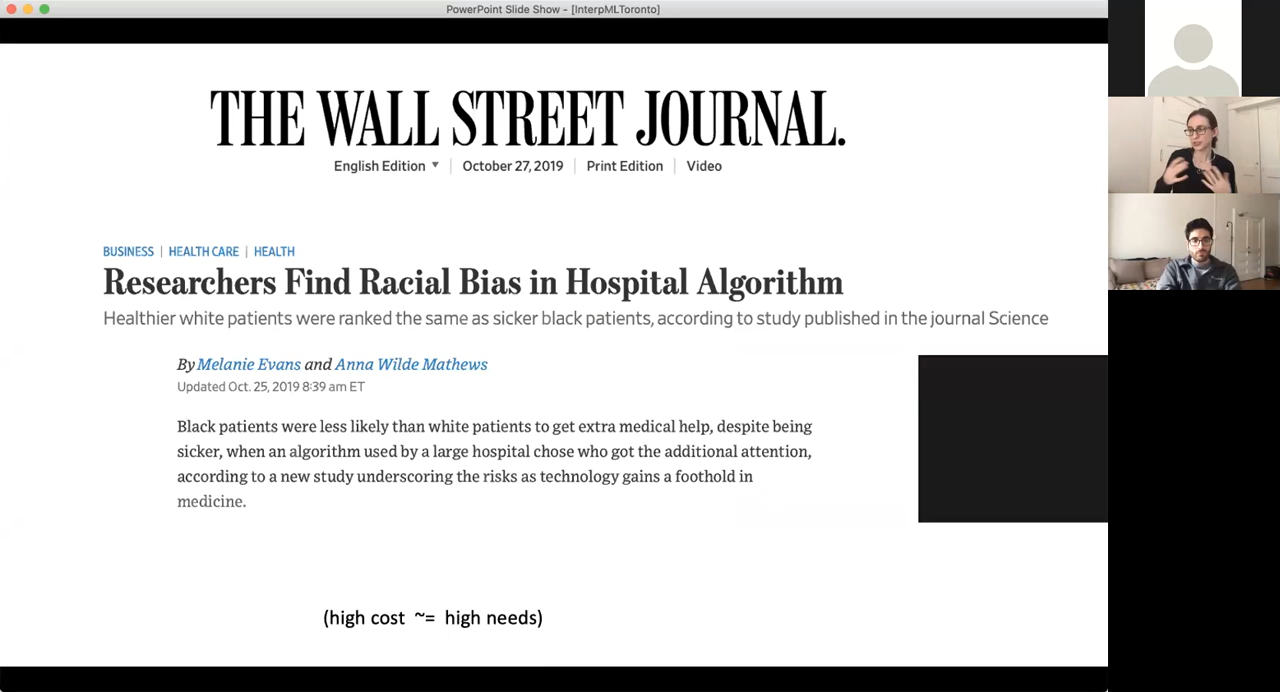 PowerPoint Slide Show - [InterpMLToronto]
THE WALL STREET JOURNAL.
English Edition ▼ | October 27, 2019 | Print Edition | Video
BUSINESS | HEALTH CARE | HEALTH
Researchers Find Racial Bias in Hospital Algorithm
Healthier white patients were ranked the same as sicker black patients, according to study published in the journal Science
By Melanie Evans and Anna Wilde Mathews
Updated Oct. 25, 2019 8:39 am ET
Black patients were less likely than white patients to get extra medical help, despite being
sicker, when an algorithm used by a large hospital chose who got the additional attention,
according to a new study underscoring the risks as technology gains a foothold in
medicine.
(high cost ~= high needs)